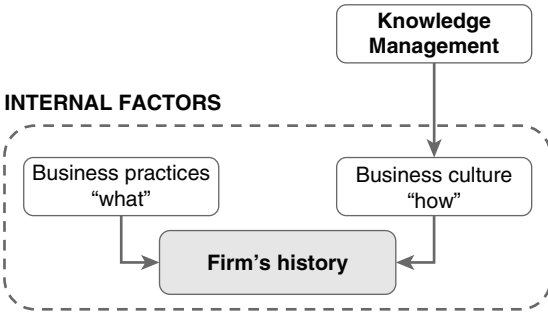 Knowledge
Management
INTERNAL FACTORS
Business practices
“what”
Business culture
“how”
Firm’s history